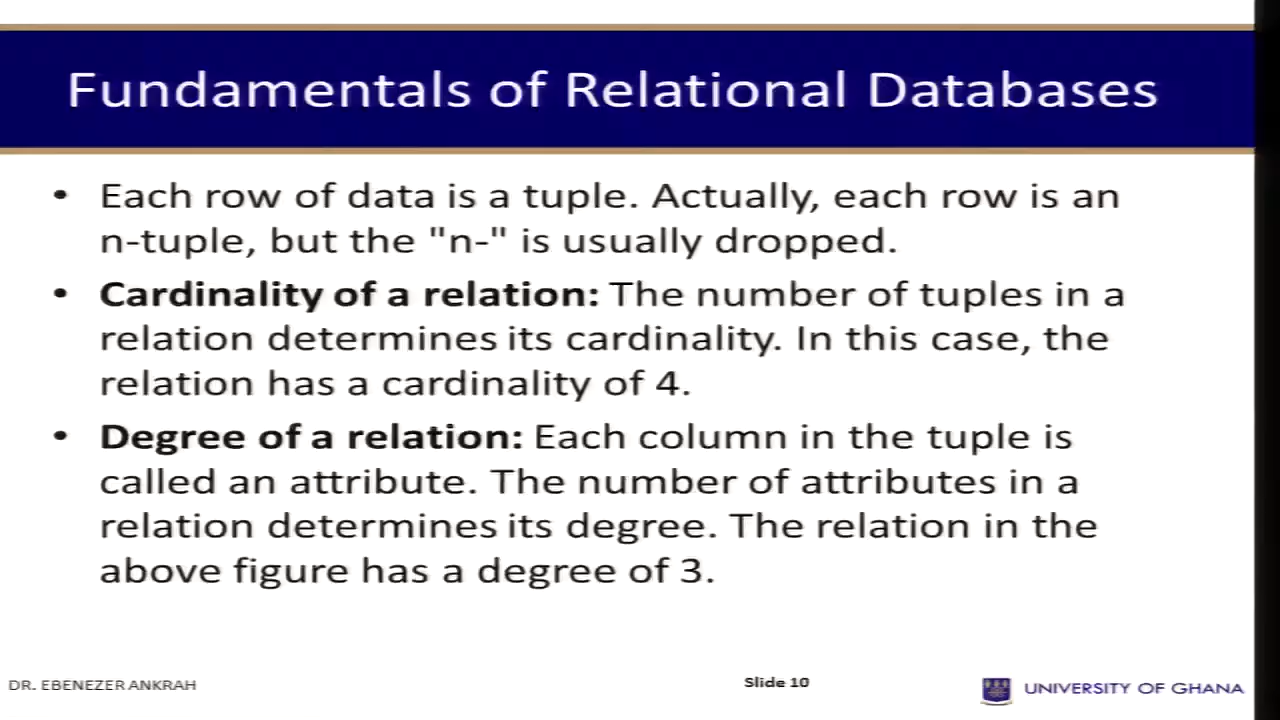 Fundamentals of Relational Databases
• Each row of data is a tuple. Actually, each row is an
n-tuple, but the "n-" is usually dropped.
• Cardinality of a relation: The number of tuples in a
relation determines its cardinality. In this case, the
relation has a cardinality of 4.
• Degree of a relation: Each column in the tuple is
called an attribute. The number of attributes in a
relation determines its degree. The relation in the
above figure has a degree of 3.
DR. EBENEZER ANKRAH
Slide 10
UNIVERSITY OF GHANA